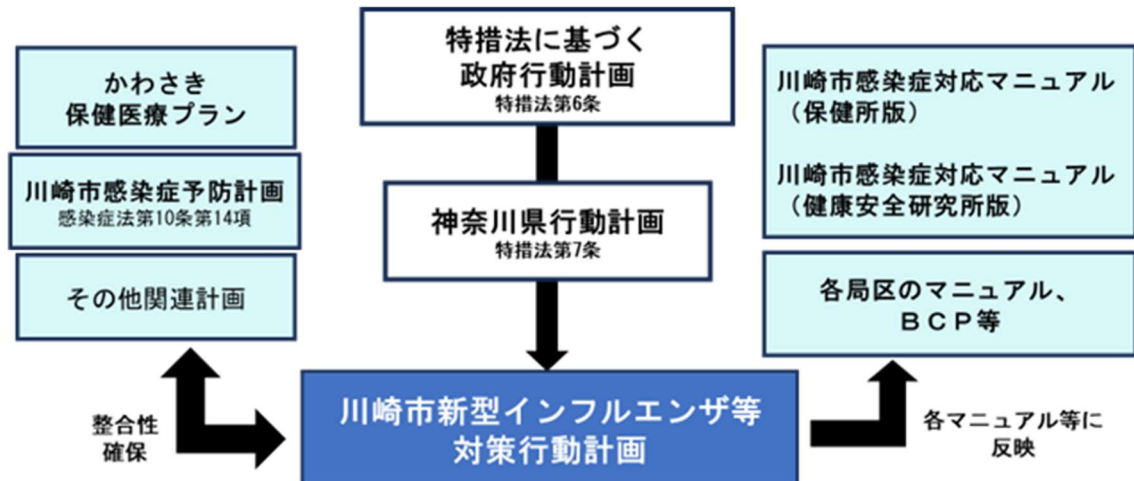 かわさき
保健医療プラン
川崎市感染症予防計画
感染症法第10条第14項
その他関連計画
整合性
確保
特措法に基づく
政府行動計画
特措法第6条
神奈川県行動計画
特措法第7条
川崎市新型インフルエンザ等
対策行動計画
川崎市感染症対応マニュアル
（保健所版）
川崎市感染症対応マニュアル
（健康安全研究所版）
各局区のマニュアル、
ＢＣＰ等
各マニュアル等に
反映